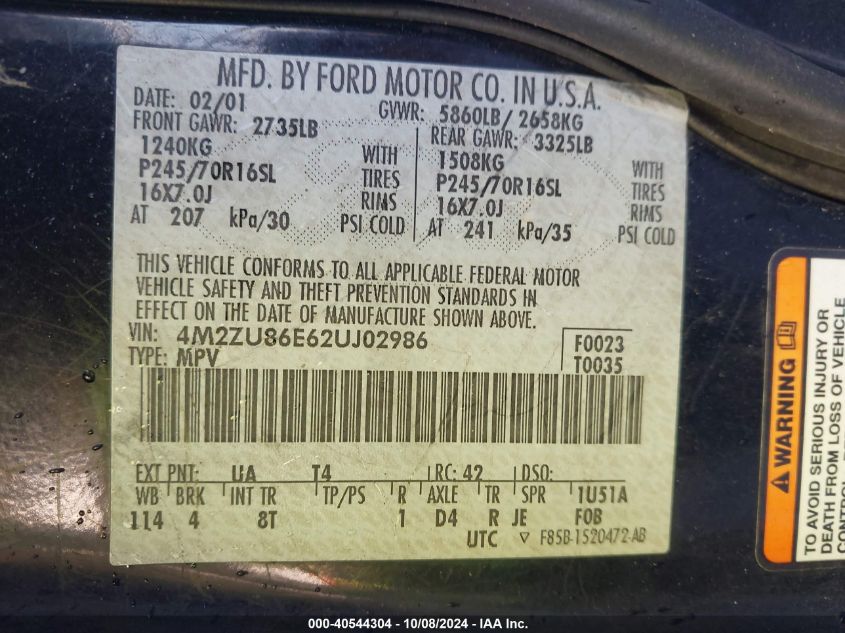 MFD. BY FORD MOTOR CO. IN U.S.A.
DATE: 02/01 GVWR: 5860LB/ 2658KG
FRONT GAWR: 2735LB REAR GAWR: 3325LB
1240KG WITH 1508KG WITH
P245/70R16SL TIRES P245/70R16SL TIRES
16X7.0J RIMS 16X7.0J RIMS
AT 207 kPa/30 PSI COLD AT 241 kPa/35 PSI COLD
THIS VEHICLE CONFORMS TO ALL APPLICABLE FEDERAL MOTOR
VEHICLE SAFETY AND THEFT PREVENTION STANDARDS IN
EFFECT ON THE DATE OF MANUFACTURE SHOWN ABOVE.
VIN: 4M2ZU86E62UJ02986 F0023
TYPE: MPV T0035
EXT PNT: UA T4 RC: 42 DSO:
WB BRK INT TR TP/PS R AXLE TR SPR 1U51A
114 4 8T 1 D4 R JE F0B
UTC ▽ F85B-1520472-AB
WARNING
TO AVOID SERIOUS INJURY OR
DEATH FROM LOSS OF VEHICLE
000-40544304 - 10/08/2024 - IAA Inc.